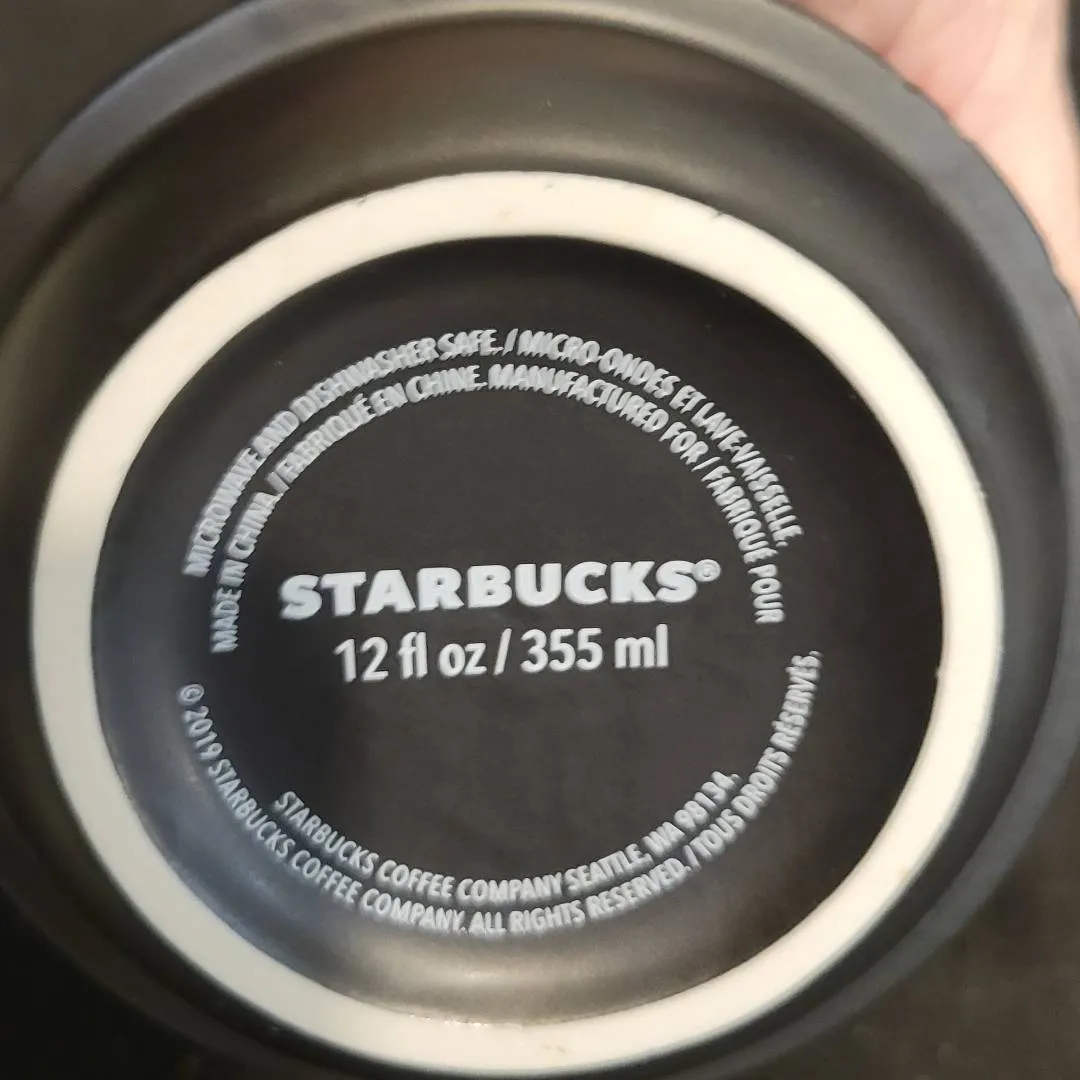 MICROWAVE AND DISHWASHER SAFE. / MICRO-ONDES ET LAVE-VAISSELLE.
MADE IN CHINA. / FABRIQUÉ EN CHINE. MANUFACTURED FOR / FABRIQUÉ POUR
STARBUCKS®
12 fl oz / 355 ml
STARBUCKS COFFEE COMPANY SEATTLE, WA 98134.
© 2019 STARBUCKS COFFEE COMPANY. ALL RIGHTS RESERVED. / TOUS DROITS RÉSERVÉS.